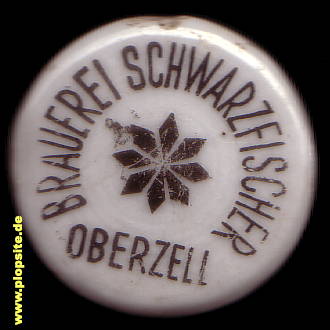 BRAUEREI SCHWARZFISCHER
OBERZELL
www.plopsite.de